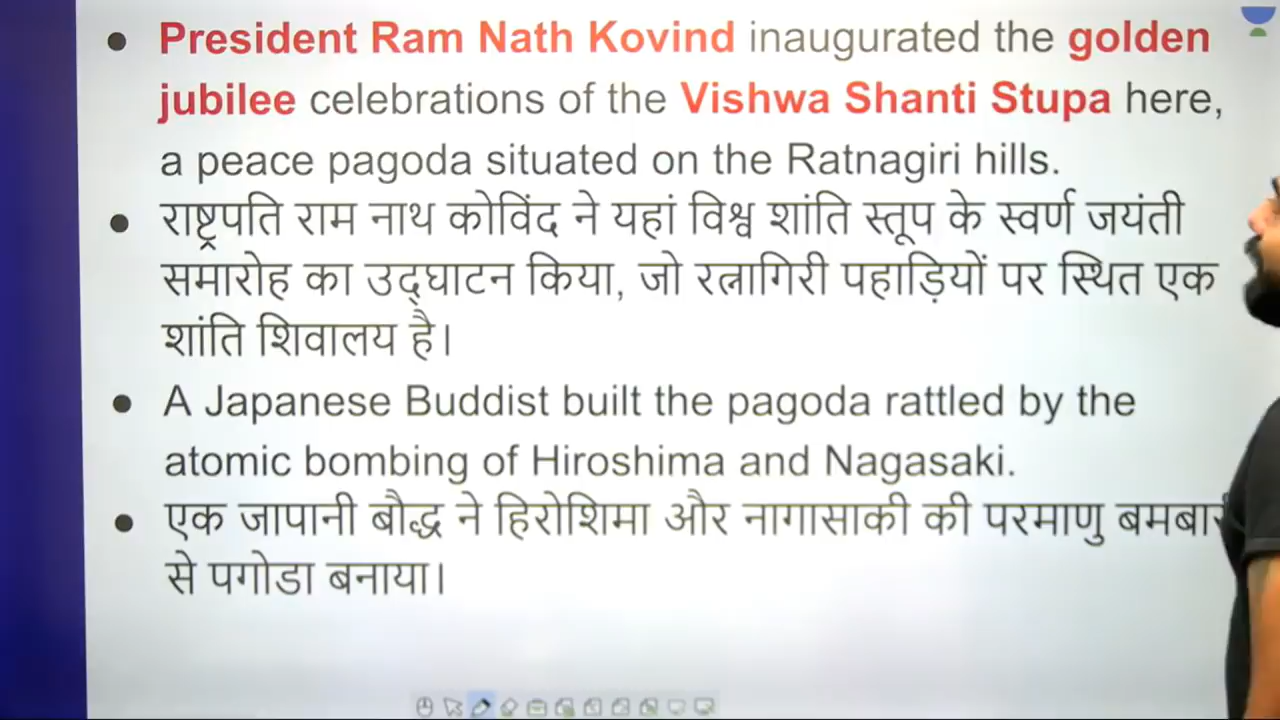 • President Ram Nath Kovind inaugurated the golden
jubilee celebrations of the Vishwa Shanti Stupa here,
a peace pagoda situated on the Ratnagiri hills.
• राष्ट्रपति राम नाथ कोविंद ने यहां विश्व शांति स्तूप के स्वर्ण जयंती
समारोह का उद्घाटन किया, जो रत्नागिरी पहाड़ियों पर स्थित एक
शांति शिवालय है।
• A Japanese Buddist built the pagoda rattled by the
atomic bombing of Hiroshima and Nagasaki.
• एक जापानी बौद्ध ने हिरोशिमा और नागासाकी की परमाणु
से पगोडा बनाया।